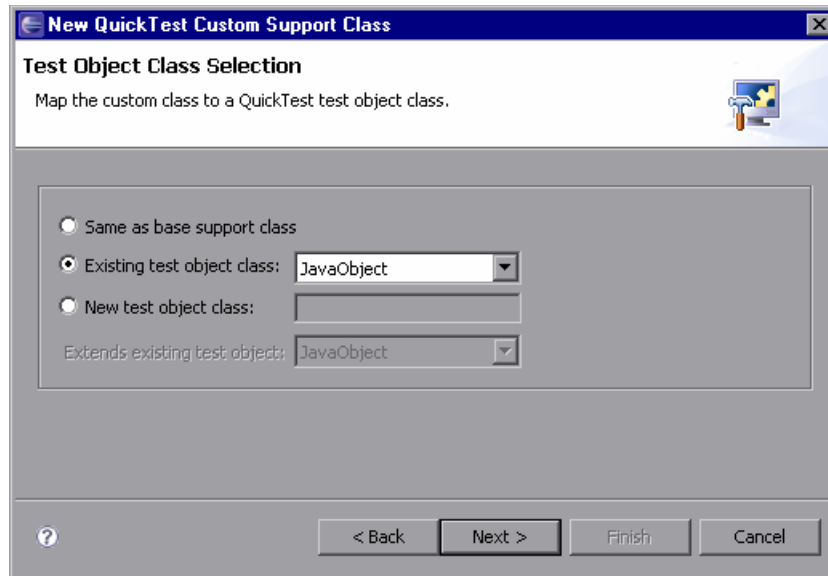 New QuickTest Custom Support Class
Test Object Class Selection
Map the custom class to a QuickTest test object class.
Same as base support class
Existing test object class: JavaObject
New test object class:
Extends existing test object: JavaObject
? < Back Next > Finish Cancel